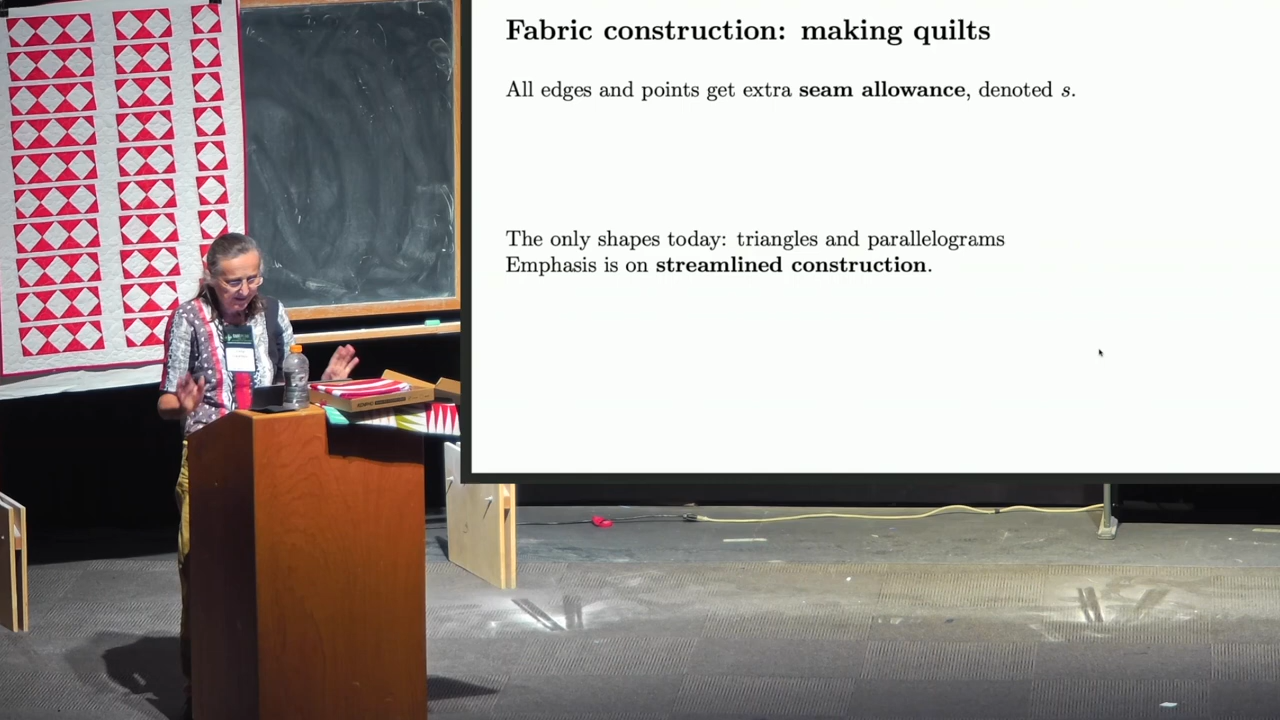 Fabric construction: making quilts
All edges and points get extra seam allowance, denoted s.
The only shapes today: triangles and parallelograms
Emphasis is on streamlined construction.